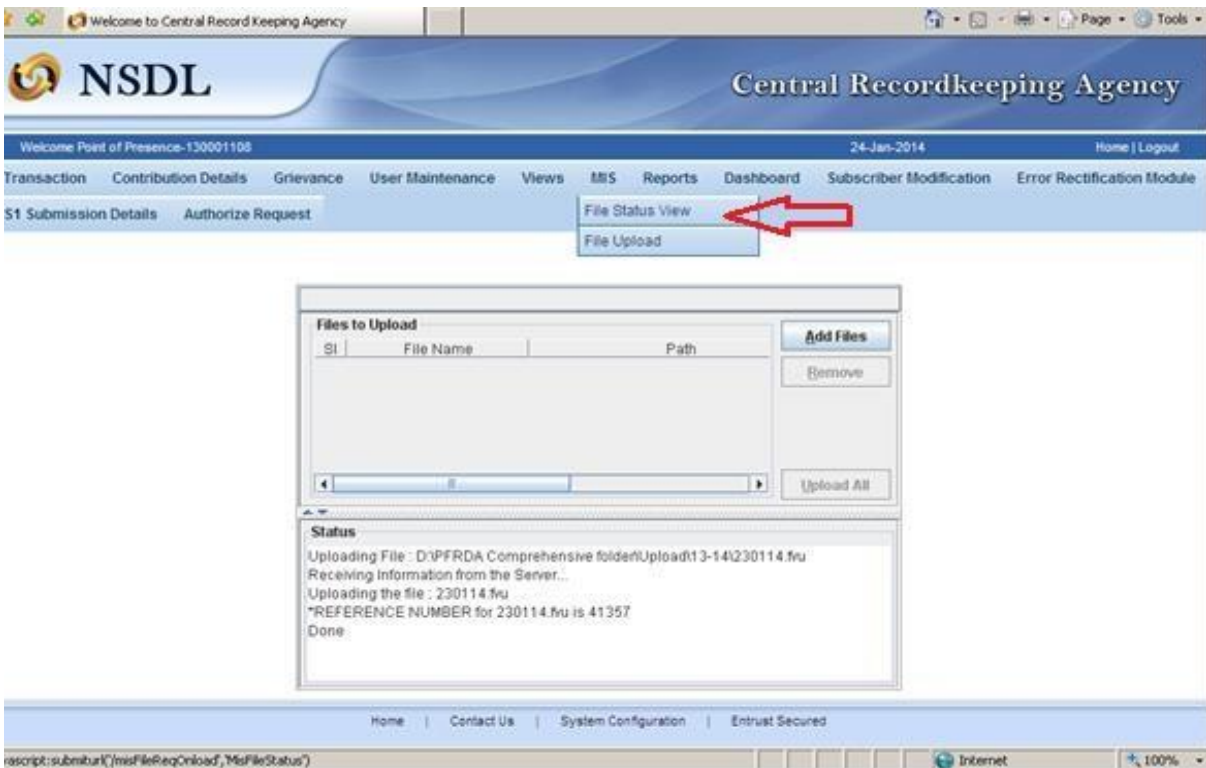 Welcome to Central Record Keeping Agency
Page
Tools
NSDL
Central Recordkeeping Agency
Welcome Point of Presence-130001108
24-Jan-2014
Home | Logout
Transaction Contribution Details Grievance User Maintenance Views MIS Reports Dashboard Subscriber Modification Error Rectification Module
S1 Submission Details Authorize Request
File Status View
File Upload
Files to Upload
Sl File Name Path
Add Files
Remove
Upload All
Status
Uploading File : D:\PFRDA Comprehensive folder\Upload\13-14\230114.fvu
Receiving Information from the Server...
Uploading the file : 230114.fvu
*REFERENCE NUMBER for 230114.fvu is 41357
Done
Home | Contact Us | System Configuration | Entrust Secured
vascript:submiturl('/misFileReqOnload','MisFileStatus')
Internet
100%